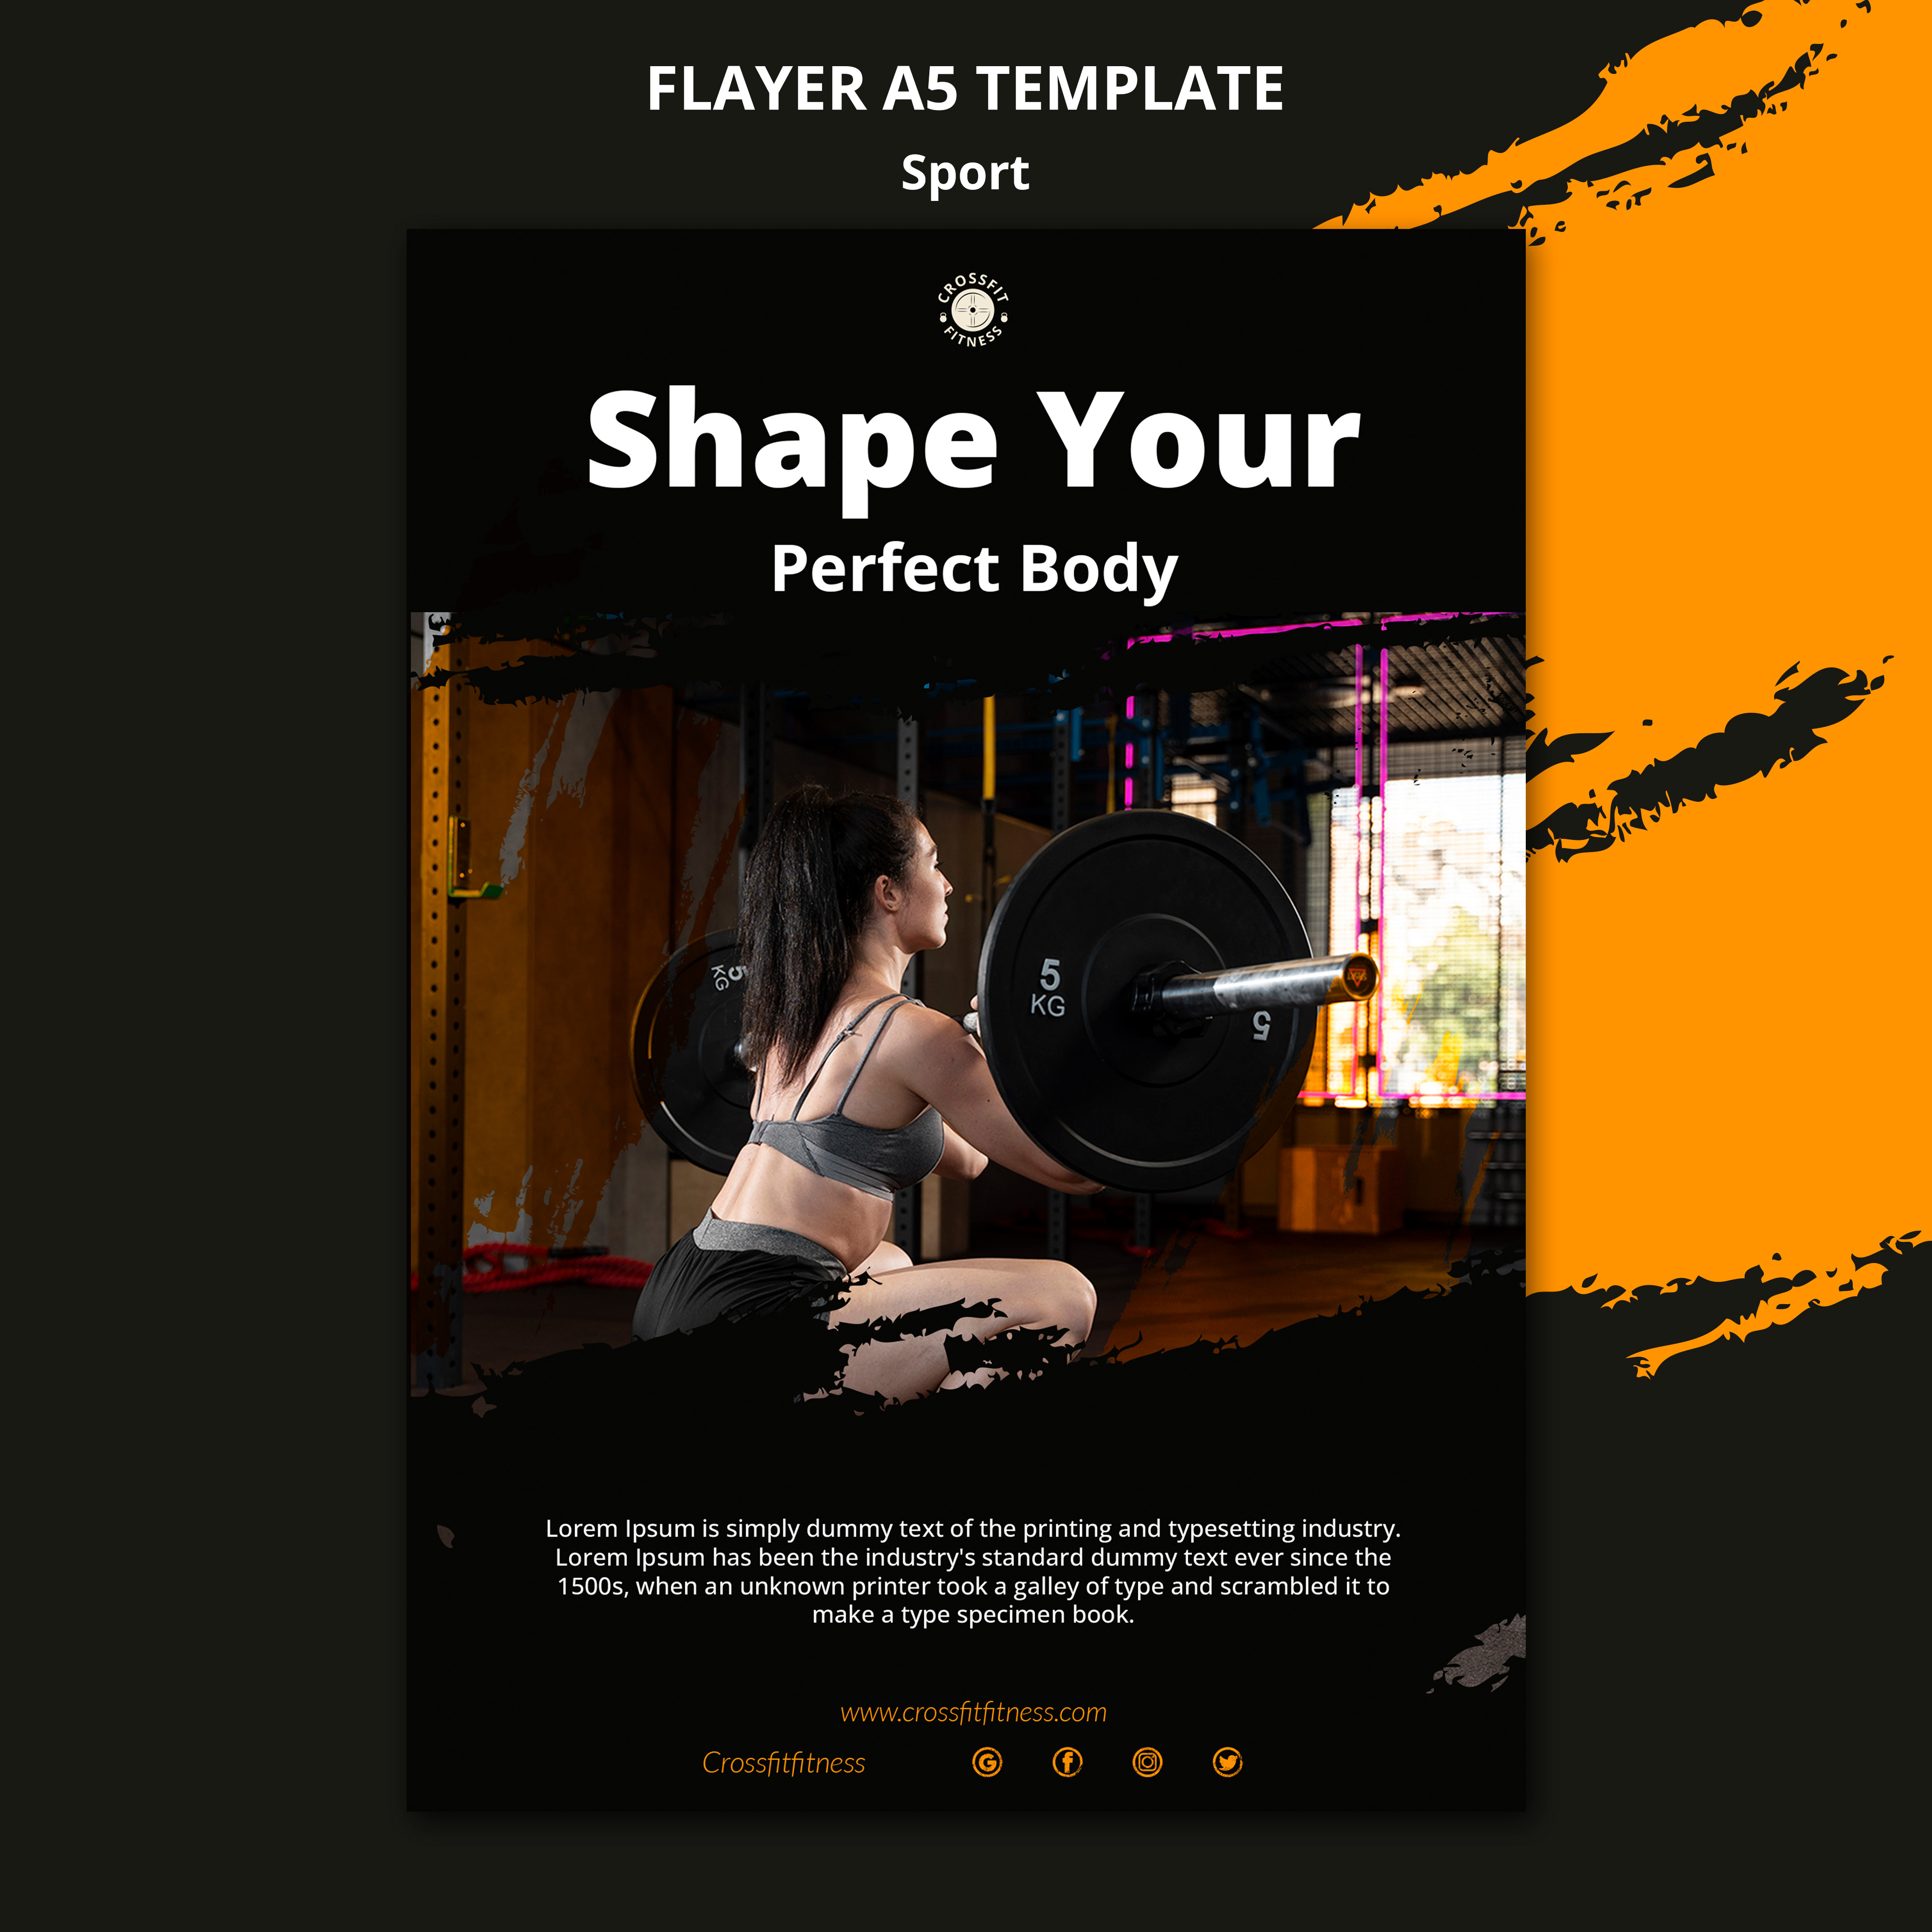 FLAYER A5 TEMPLATE
Sport
CROSSFIT
FITNESS
Shape Your
Perfect Body
5
KG
5
KG
5
Lorem Ipsum is simply dummy text of the printing and typesetting industry.
Lorem Ipsum has been the industry's standard dummy text ever since the
1500s, when an unknown printer took a galley of type and scrambled it to
make a type specimen book.
www.crossfitfitness.com
Crossfitfitness